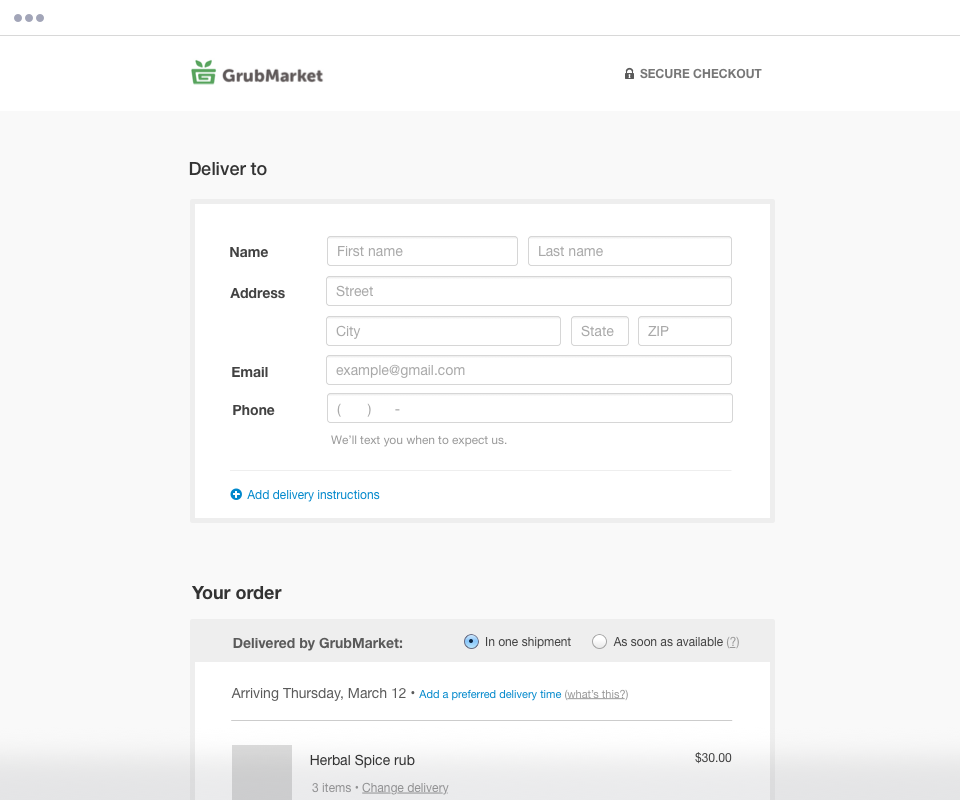 GrubMarket
SECURE CHECKOUT
Deliver to
Name First name Last name
Address Street
City State ZIP
Email example@gmail.com
Phone ( ) -
We'll text you when to expect us.
Add delivery instructions
Your order
Delivered by GrubMarket: In one shipment As soon as available (?)
Arriving Thursday, March 12 • Add a preferred delivery time (what's this?)
Herbal Spice rub $30.00
3 items • Change delivery